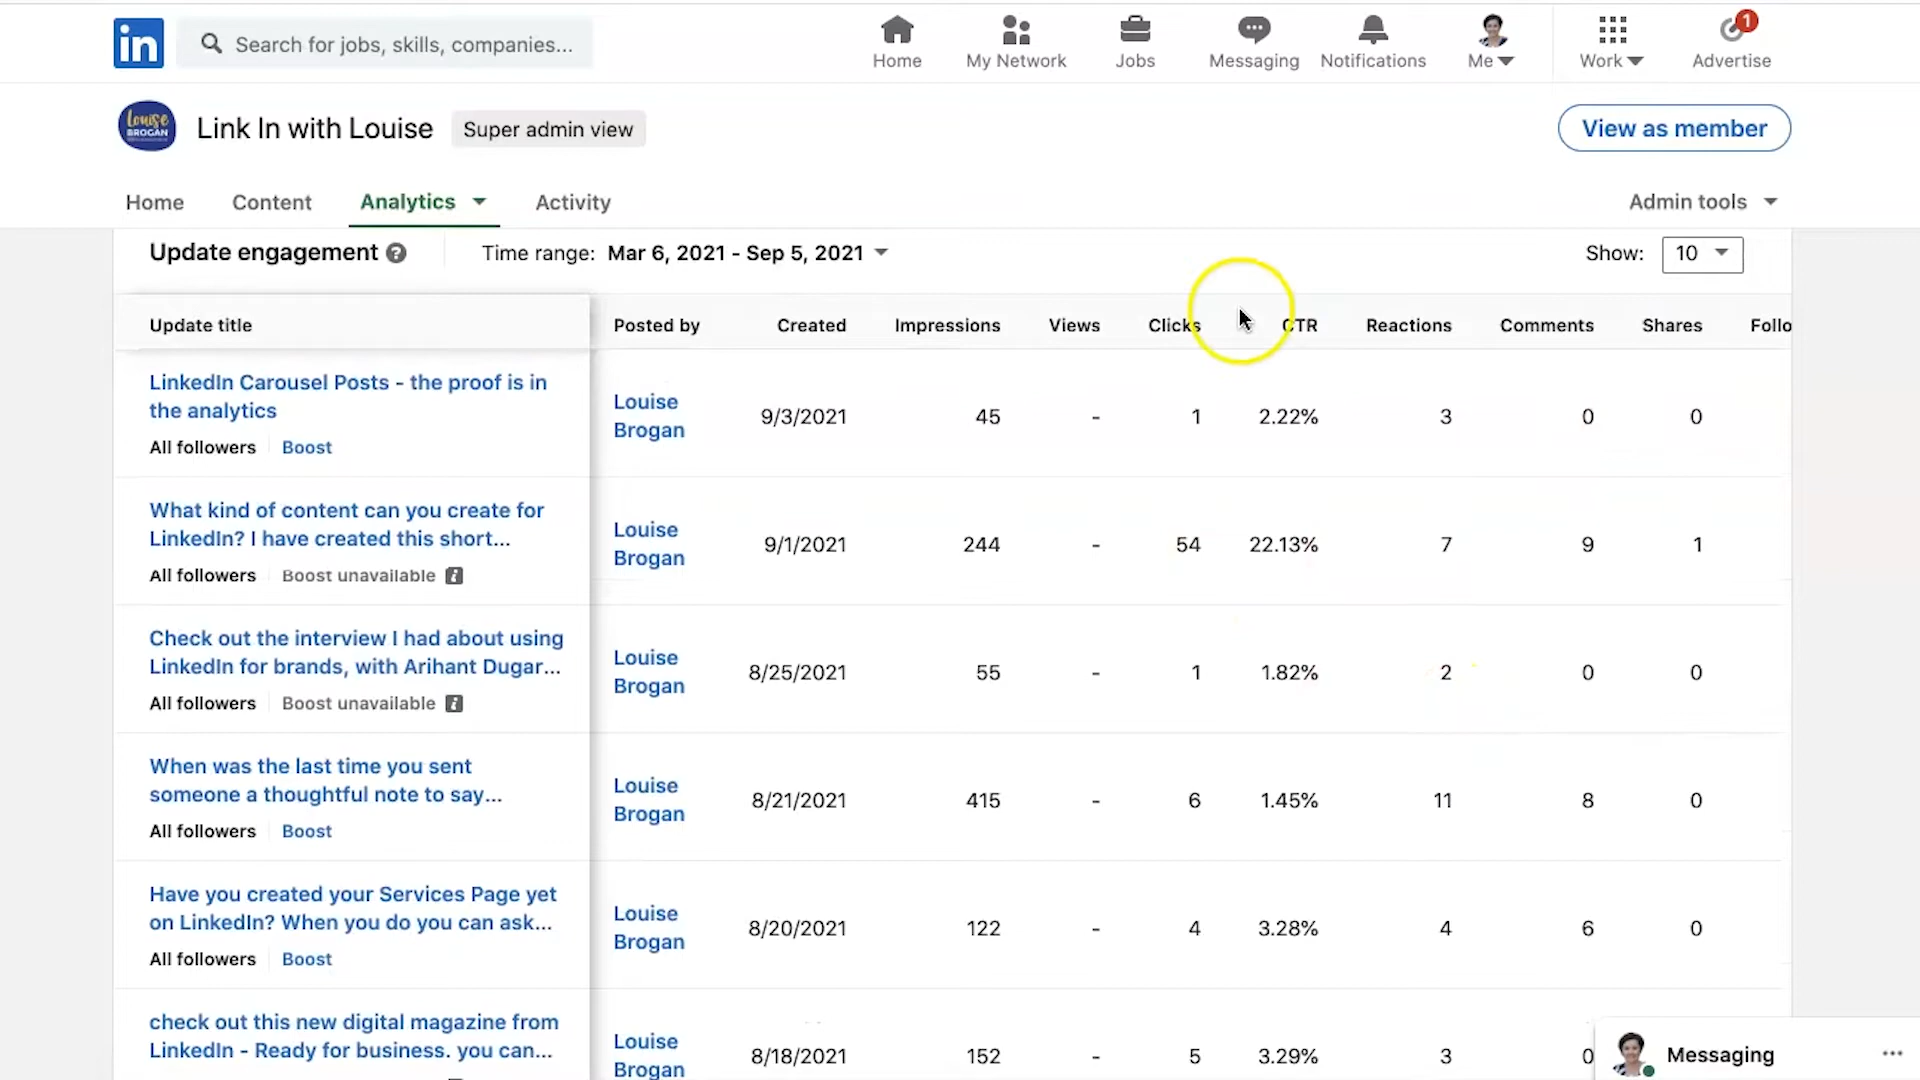 in
Search for jobs, skills, companies...
Home
My Network
Jobs
Messaging
Notifications
Me
Work
1
Advertise
Louise
BROGAN
Link In with Louise
Super admin view
View as member
Home
Content
Analytics
Activity
Admin tools
Update engagement ?
Time range: Mar 6, 2021 - Sep 5, 2021
Show: 10
Update title Posted by Created Impressions Views Clicks CTR Reactions Comments Shares Follo
LinkedIn Carousel Posts - the proof is in
the analytics
All followers Boost
Louise
Brogan
9/3/2021 45 - 1 2.22% 3 0 0
What kind of content can you create for
LinkedIn? I have created this short...
All followers Boost unavailable i
Louise
Brogan
9/1/2021 244 - 54 22.13% 7 9 1
Check out the interview I had about using
LinkedIn for brands, with Arihant Dugar...
All followers Boost unavailable i
Louise
Brogan
8/25/2021 55 - 1 1.82% 2 0 0
When was the last time you sent
someone a thoughtful note to say...
All followers Boost
Louise
Brogan
8/21/2021 415 - 6 1.45% 11 8 0
Have you created your Services Page yet
on LinkedIn? When you do you can ask...
All followers Boost
Louise
Brogan
8/20/2021 122 - 4 3.28% 4 6 0
check out this new digital magazine from
LinkedIn - Ready for business. you can...
Louise
Brogan
8/18/2021 152 - 5 3.29% 3 0
Messaging ...